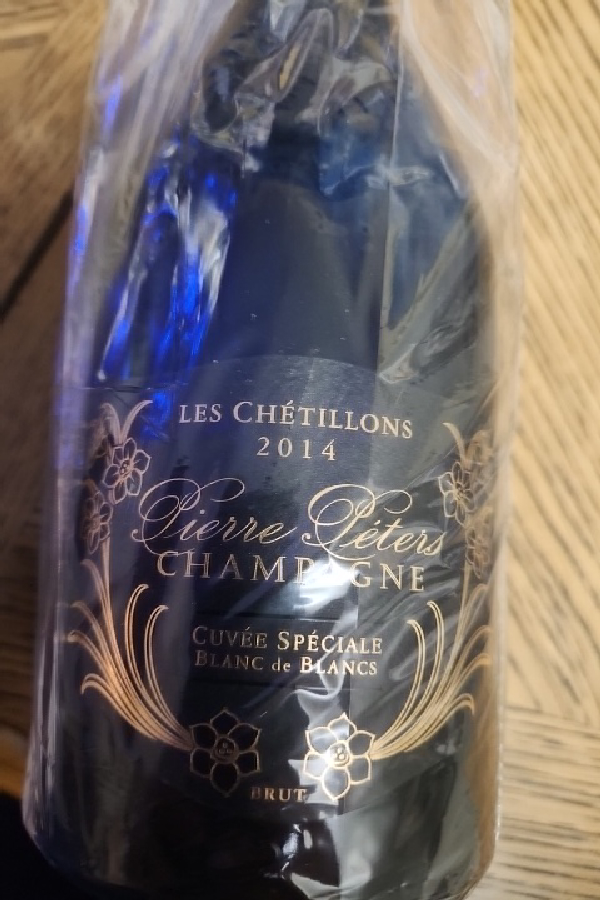 LES CHÉTILLONS
2014
Pierre Péters
CHAMPAGNE
CUVÉE SPÉCIALE
BLANC de BLANCS
BRUT